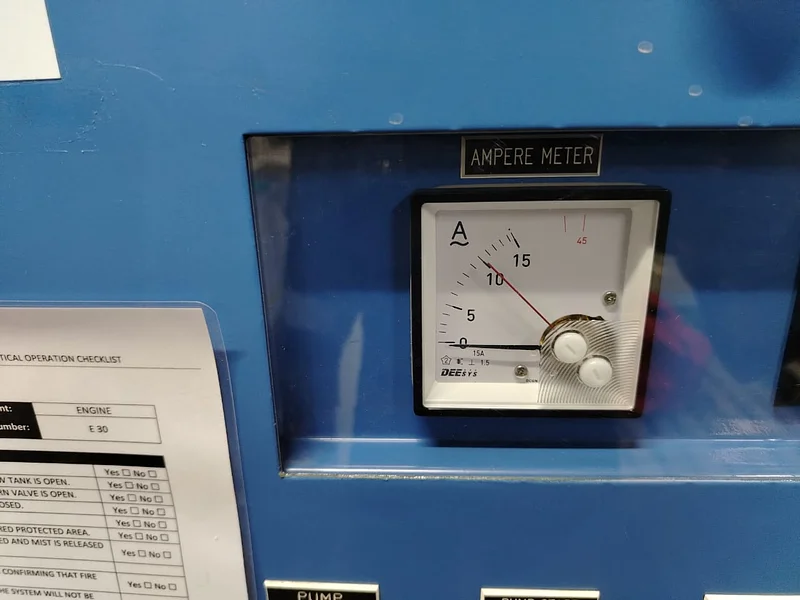 AMPERE METER
A
45
15
10
5
0
15A
1.5
DEESYS
TICAL OPERATION CHECKLIST
nt:
ENGINE
umber:
E 30
Yes ☐ No ☐
TANK IS OPEN. Yes ☐ No ☐
RN VALVE IS OPEN. Yes ☐ No ☐
OSED. Yes ☐ No ☐
Yes ☐ No ☐
RED PROTECTED AREA. Yes ☐ No ☐
ED AND MIST IS RELEASED Yes ☐ No ☐
CONFIRMING THAT FIRE Yes ☐ No ☐
HE SYSTEM WILL NOT BE
PUMP